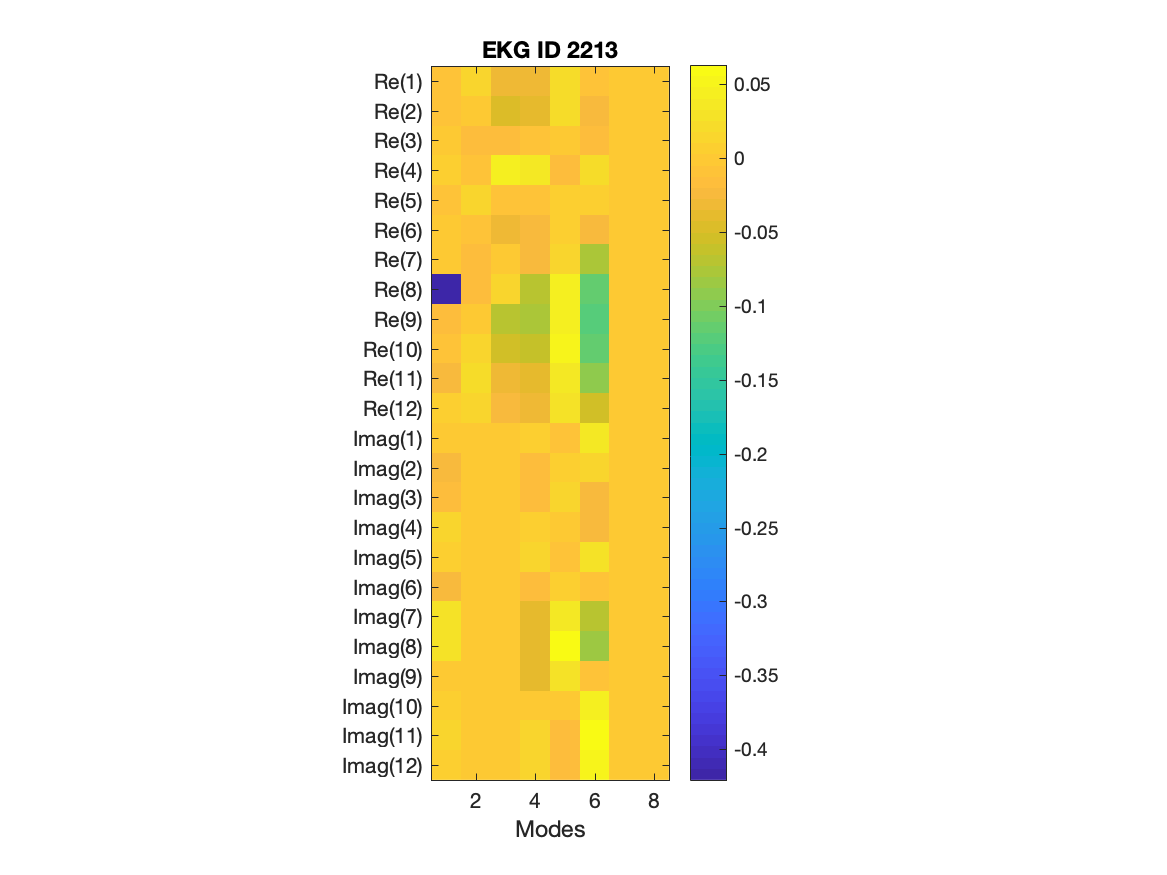 EKG ID 2213
Re(1)
Re(2)
Re(3)
Re(4)
Re(5)
Re(6)
Re(7)
Re(8)
Re(9)
Re(10)
Re(11)
Re(12)
Imag(1)
Imag(2)
Imag(3)
Imag(4)
Imag(5)
Imag(6)
Imag(7)
Imag(8)
Imag(9)
Imag(10)
Imag(11)
Imag(12)
2 4 6 8
Modes
0.05
0
-0.05
-0.1
-0.15
-0.2
-0.25
-0.3
-0.35
-0.4